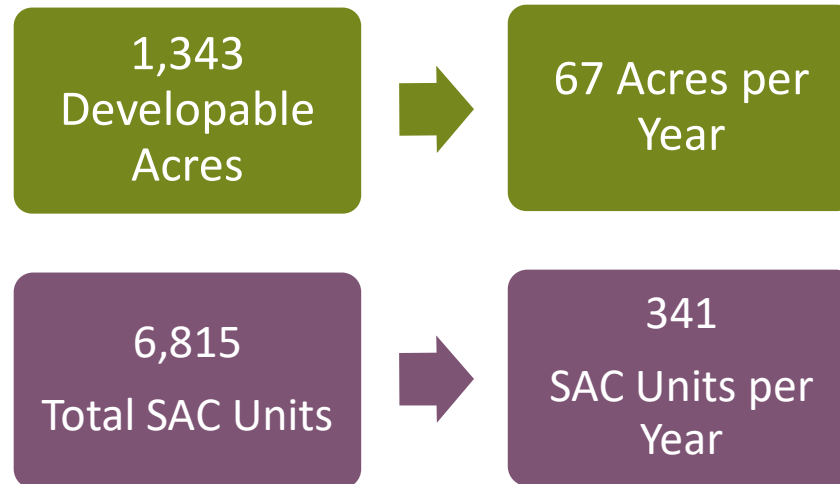 1,343
Developable
Acres
67 Acres per
Year
6,815
Total SAC Units
341
SAC Units per
Year